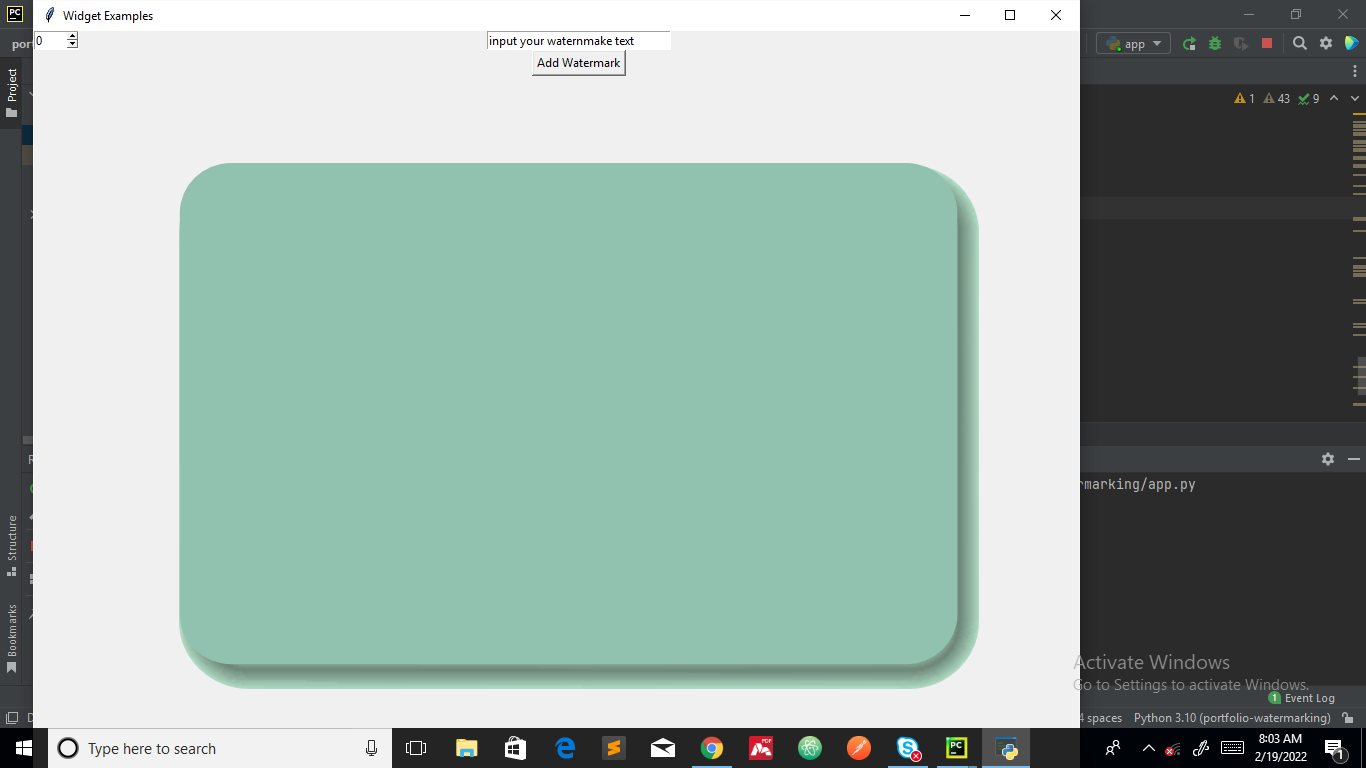 PC
Widget Examples
por
app
0
input your waternmake text
Add Watermark
Project
1 43 9
R
rmarking/app.py
Structure
Bookmarks
Activate Windows
Go to Settings to activate Windows.
1 Event Log
D
4 spaces Python 3.10 (portfolio-watermarking)
Type here to search
PDF
S
PC
8:03 AM
2/19/2022
1